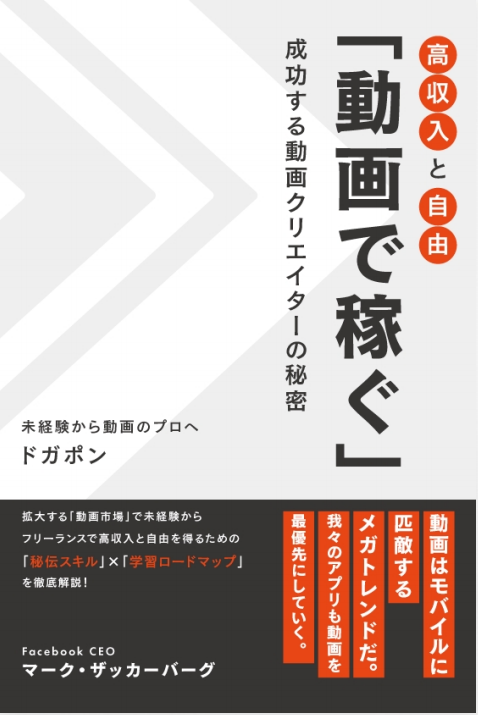 高収入と自由
「動画で稼ぐ」
成功する動画クリエイターの秘密
未経験から動画のプロへ
ドガポン
動画はモバイルに
匹敵する
メガトレンドだ。
我々のアプリも動画を
最優先にしていく。
拡大する「動画市場」で未経験から
フリーランスで高収入と自由を得るための
「秘伝スキル」×「学習ロードマップ」
を徹底解説！
Facebook CEO
マーク・ザッカーバーグ